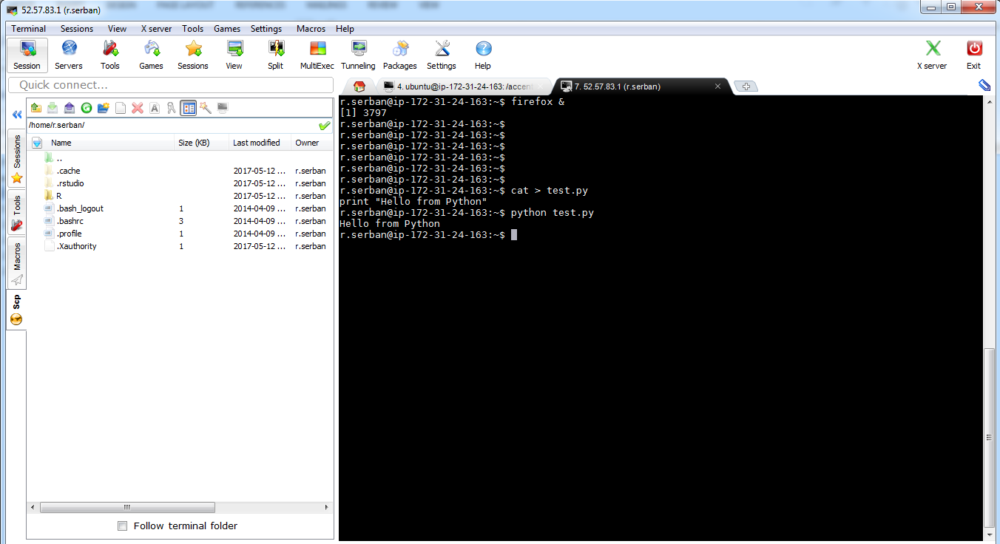 52.57.83.1 (r.serban)
Terminal Sessions View X server Tools Games Settings Macros Help
Session Servers Tools Games Sessions View Split MultiExec Tunneling Packages Settings Help X server Exit
Quick connect...
4. ubuntu@ip-172-31-24-163: /accent
7. 52.57.83.1 (r.serban)
/home/r.serban/
Name Size (KB) Last modified Owner
..
.cache 2017-05-12 ... r.serban
.rstudio 2017-05-12 ... r.serban
R 2017-05-12 ... r.serban
.bash_logout 1 2014-04-09 ... r.serban
.bashrc 3 2014-04-09 ... r.serban
.profile 1 2014-04-09 ... r.serban
.Xauthority 1 2017-05-12 ... r.serban
Sessions
Tools
Macros
Scp
Follow terminal folder
r.serban@ip-172-31-24-163:~$ firefox &
[1] 3797
r.serban@ip-172-31-24-163:~$
r.serban@ip-172-31-24-163:~$
r.serban@ip-172-31-24-163:~$
r.serban@ip-172-31-24-163:~$
r.serban@ip-172-31-24-163:~$
r.serban@ip-172-31-24-163:~$
r.serban@ip-172-31-24-163:~$ cat > test.py
print "Hello from Python"
r.serban@ip-172-31-24-163:~$ python test.py
Hello from Python
r.serban@ip-172-31-24-163:~$